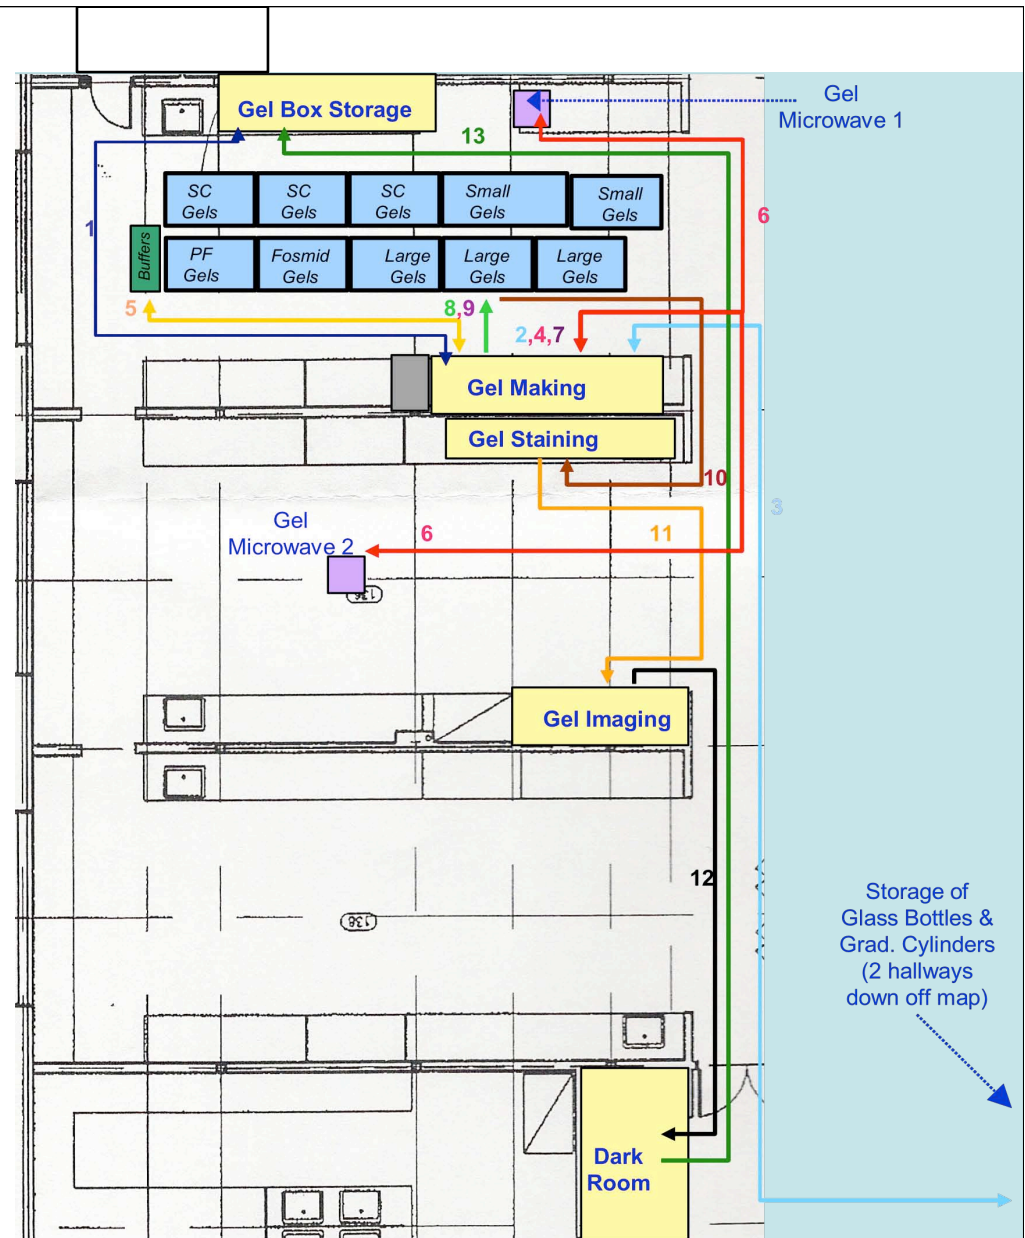 Gel Box Storage
Gel
Microwave 1
13
SC
Gels
SC
Gels
SC
Gels
Small
Gels
Small
Gels
6
1
Buffers
PF
Gels
Fosmid
Gels
Large
Gels
Large
Gels
Large
Gels
5
8,9
2,4,7
Gel Making
Gel Staining
10
3
Gel
Microwave 2
6
11
136
Gel Imaging
12
138
Storage of
Glass Bottles &
Grad. Cylinders
(2 hallways
down off map)
Dark
Room